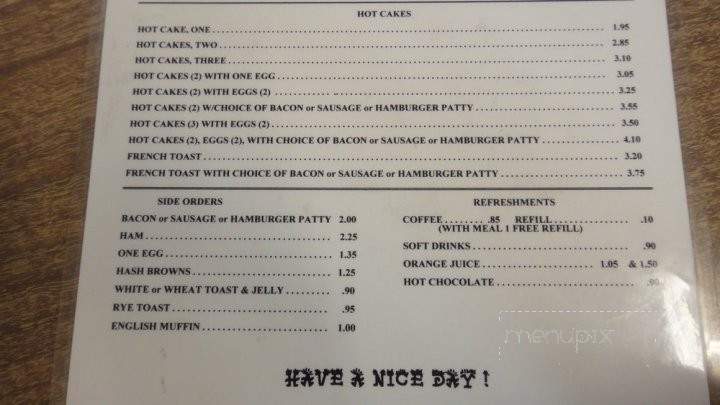 HOT CAKES
HOT CAKE, ONE 1.95
HOT CAKES, TWO 2.85
HOT CAKES, THREE 3.10
HOT CAKES (2) WITH ONE EGG 3.05
HOT CAKES (2) WITH EGGS (2) 3.25
HOT CAKES (2) W/CHOICE OF BACON or SAUSAGE or HAMBURGER PATTY 3.55
HOT CAKES (3) WITH EGGS (2) 3.50
HOT CAKES (2), EGGS (2), WITH CHOICE OF BACON or SAUSAGE or HAMBURGER PATTY 4.10
FRENCH TOAST 3.20
FRENCH TOAST WITH CHOICE OF BACON or SAUSAGE or HAMBURGER PATTY 3.75
SIDE ORDERS
BACON or SAUSAGE or HAMBURGER PATTY 2.00
HAM 2.25
ONE EGG 1.35
HASH BROWNS 1.25
WHITE or WHEAT TOAST & JELLY .90
RYE TOAST .95
ENGLISH MUFFIN 1.00
REFRESHMENTS
COFFEE .85 REFILL .10
(WITH MEAL 1 FREE REFILL)
SOFT DRINKS .90
ORANGE JUICE 1.05 & 1.50
HOT CHOCOLATE .90
menupix
HAVE A NICE DAY !